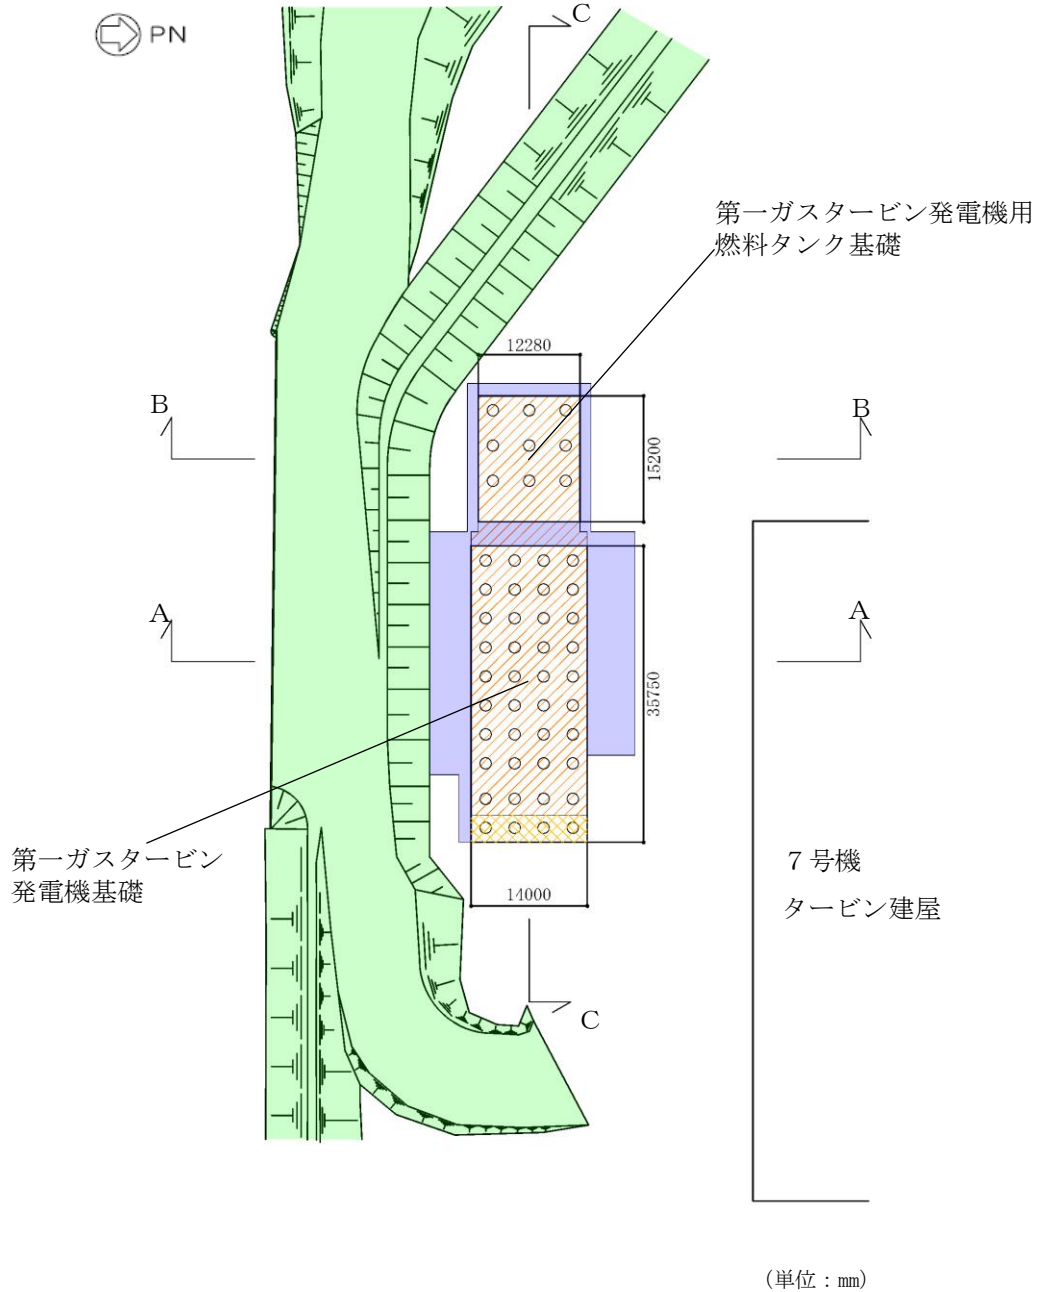 PN
C
第一ガスタービン発電機用
燃料タンク基礎
12280
B
B
15200
A
A
35750
第一ガスタービン
発電機基礎
14000
7号機
タービン建屋
C
(単位:mm)